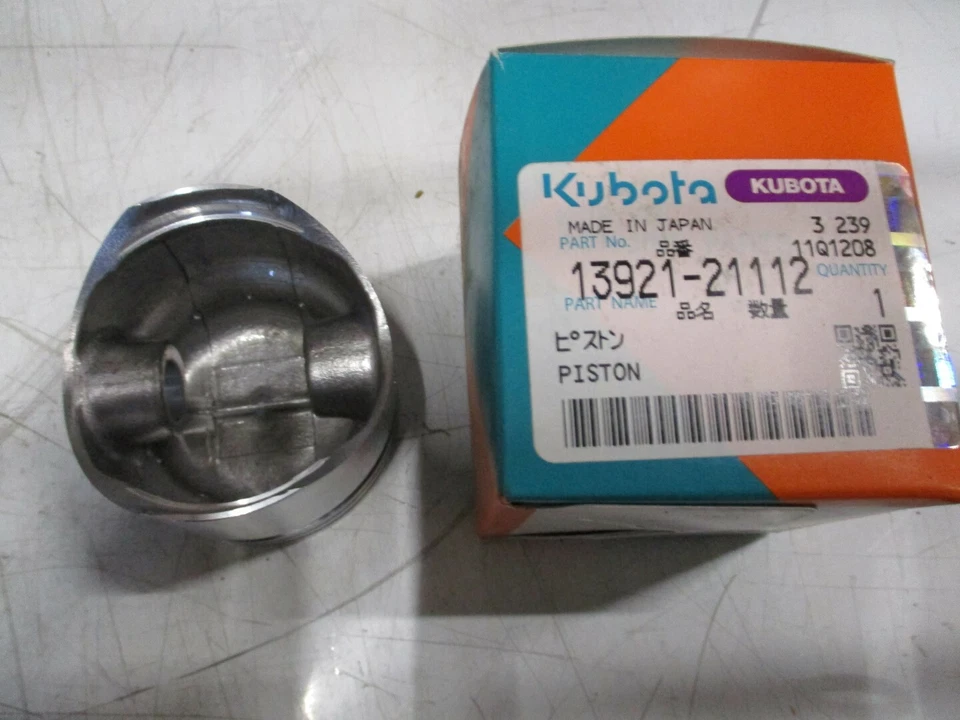 Kubota KUBOTA
MADE IN JAPAN 3 239
PART No. 品番 11Q1208
13921-21112 QUANTITY
PART NAME 品名 数量 1
ピストン
PISTON